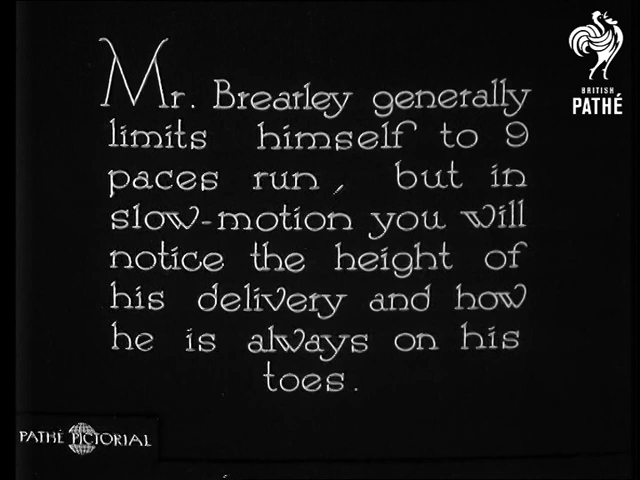 Mr. Brearley generally
limits himself to 9
paces run, but in
slow-motion you will
notice the height of
his delivery and how
he is always on his
toes.
BRITISH
PATHÉ
PATHÉ PICTORIAL